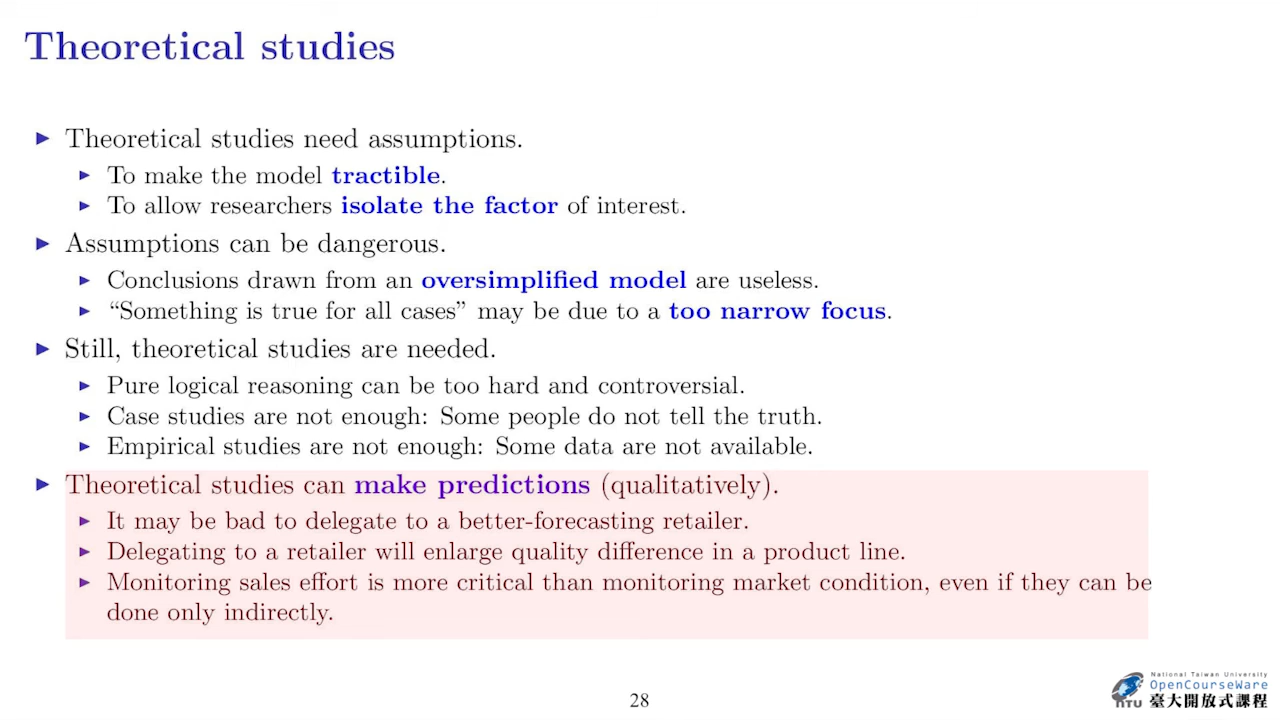 Theoretical studies
Theoretical studies need assumptions.
To make the model tractible.
To allow researchers isolate the factor of interest.
Assumptions can be dangerous.
Conclusions drawn from an oversimplified model are useless.
“Something is true for all cases” may be due to a too narrow focus.
Still, theoretical studies are needed.
Pure logical reasoning can be too hard and controversial.
Case studies are not enough: Some people do not tell the truth.
Empirical studies are not enough: Some data are not available.
Theoretical studies can make predictions (qualitatively).
It may be bad to delegate to a better-forecasting retailer.
Delegating to a retailer will enlarge quality difference in a product line.
Monitoring sales effort is more critical than monitoring market condition, even if they can be
done only indirectly.
28
National Taiwan University
OpenCourseWare
NTU 臺大開放式課程